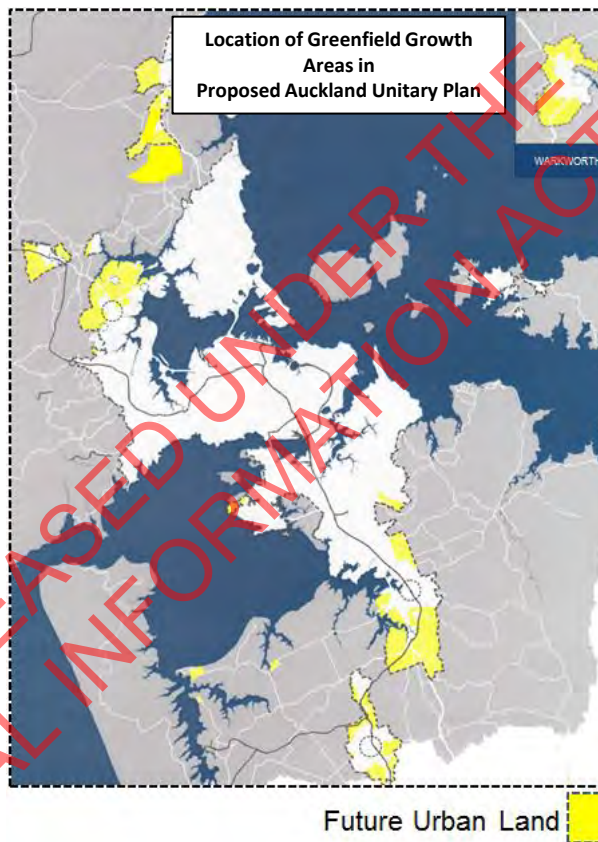 Location of Greenfield Growth
Areas in
Proposed Auckland Unitary Plan
WARKWORTH
RELEASED UNDER THE
INFORMATION ACT
Future Urban Land